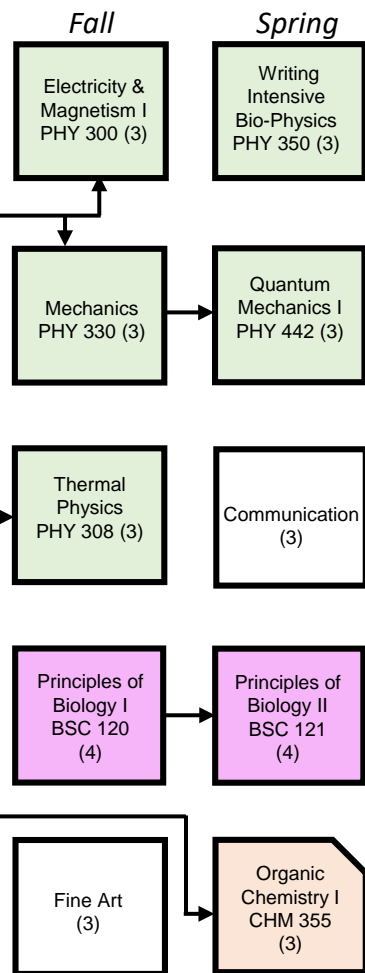 Fall
Spring
Electricity &
Magnetism I
PHY 300 (3)
Writing
Intensive
Bio-Physics
PHY 350 (3)
Mechanics
PHY 330 (3)
Quantum
Mechanics I
PHY 442 (3)
Thermal
Physics
PHY 308 (3)
Communication
(3)
Principles of
Biology I
BSC 120
(4)
Principles of
Biology II
BSC 121
(4)
Fine Art
(3)
Organic
Chemistry I
CHM 355
(3)